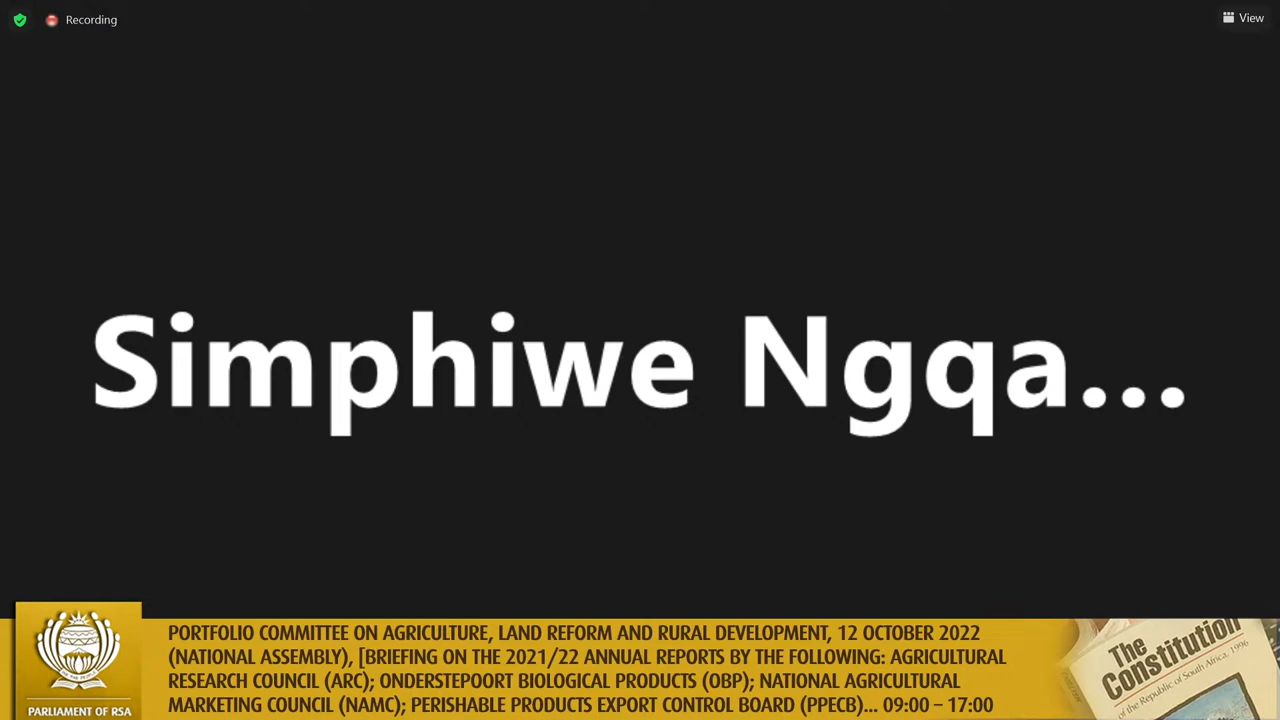 Recording
View
Simphiwe Ngqa...
PORTFOLIO COMMITTEE ON AGRICULTURE, LAND REFORM AND RURAL DEVELOPMENT, 12 OCTOBER 2022
(NATIONAL ASSEMBLY), [BRIEFING ON THE 2021/22 ANNUAL REPORTS BY THE FOLLOWING: AGRICULTURAL
RESEARCH COUNCIL (ARC); ONDERSTEPOORT BIOLOGICAL PRODUCTS (OBP); NATIONAL AGRICULTURAL
MARKETING COUNCIL (NAMC); PERISHABLE PRODUCTS EXPORT CONTROL BOARD (PPECB)... 09:00 – 17:00
PARLIAMENT OF RSA
The
Constitution
of the Republic of South Africa, 1996